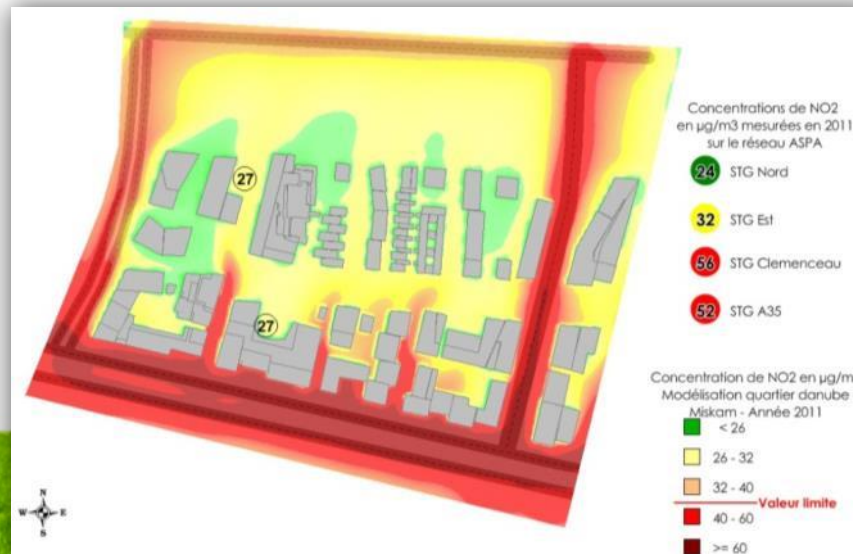 Concentrations de NO2
en µg/m3 mesurées en 2011
sur le réseau ASPA
24 STG Nord
32 STG Est
56 STG Clemenceau
52 STG A35
27
27
Concentration de NO2 en µg/m
Modélisation quartier danube
Miskam - Année 2011
< 26
26 - 32
32 - 40
Valeur limite
40 - 60
>= 60
N
W E
S